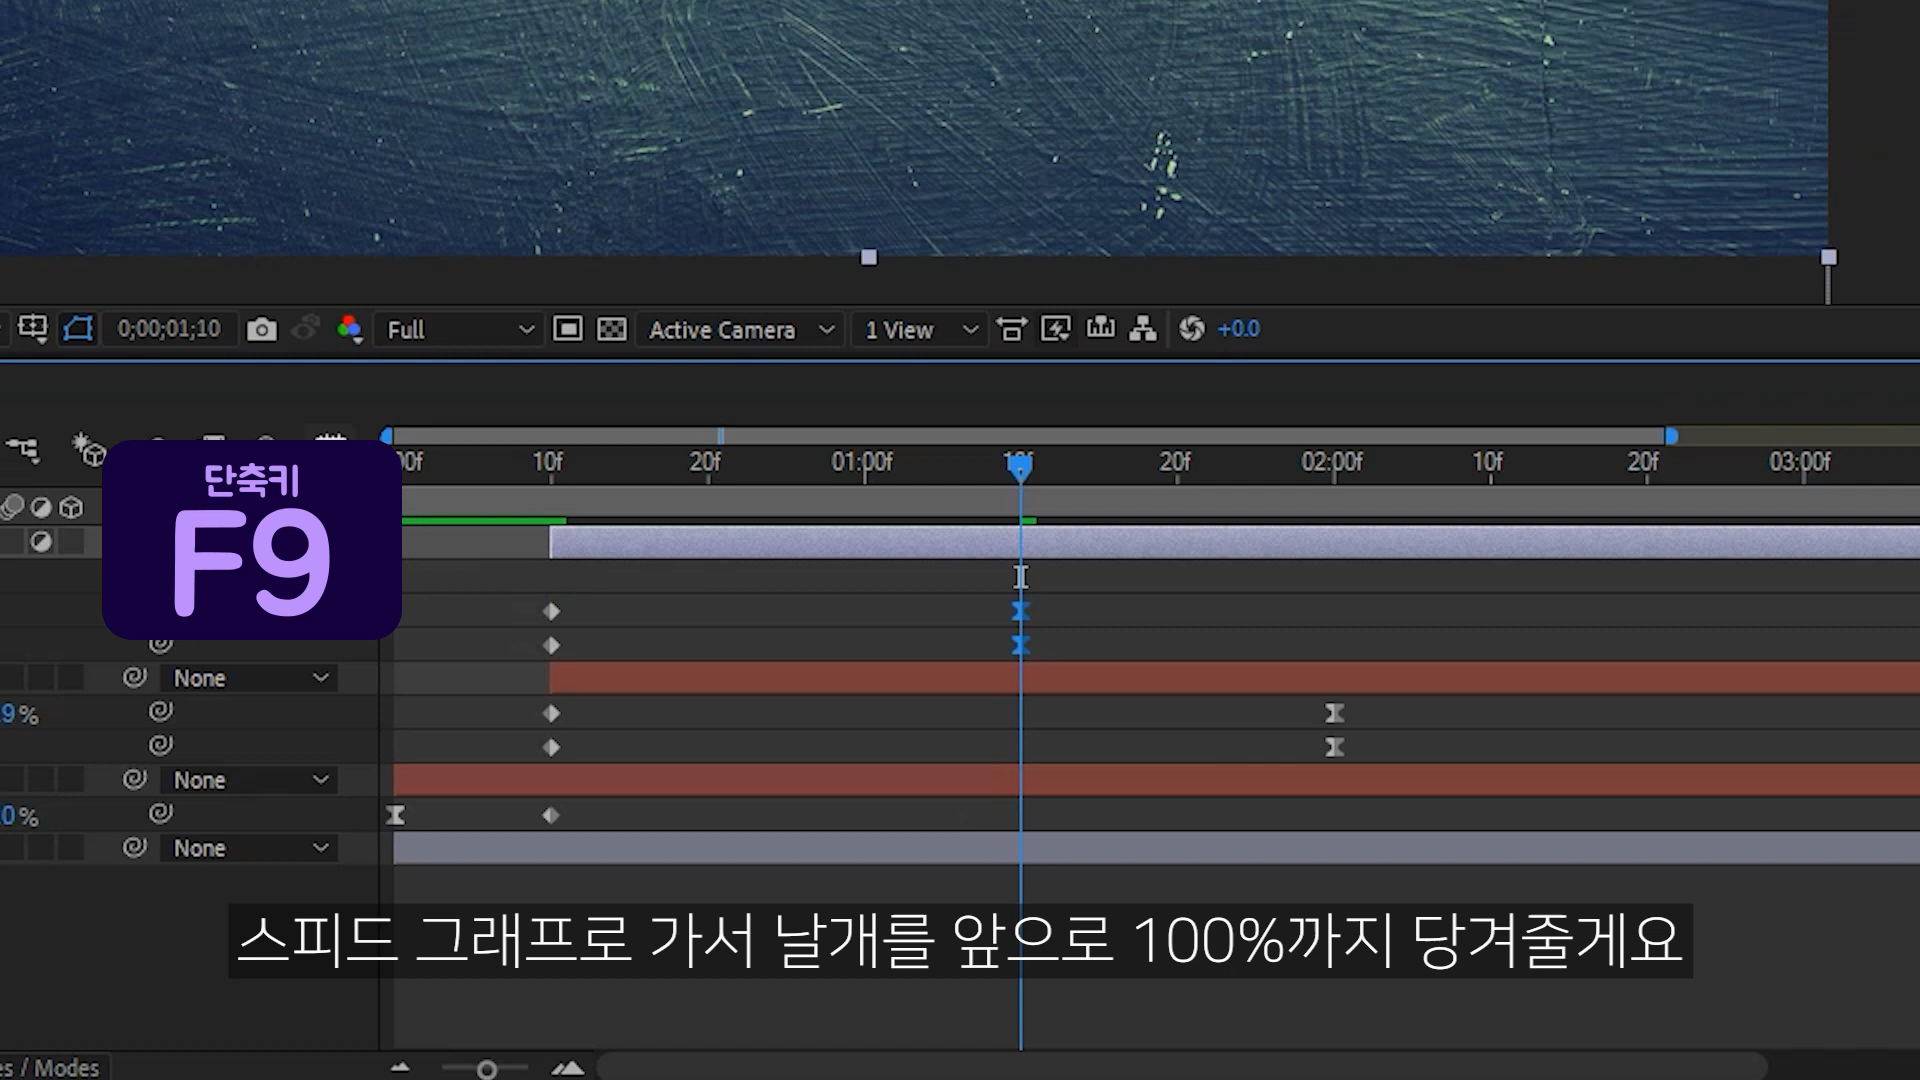 0;00;01;10
Full
Active Camera
1 View
+0.0
00f
10f
20f
01:00f
20f
02:00f
10f
20f
03:00f
단축키
F9
None
9%
None
0%
None
스피드 그래프로 가서 날개를 앞으로 100%까지 당겨줄게요
es / Modes